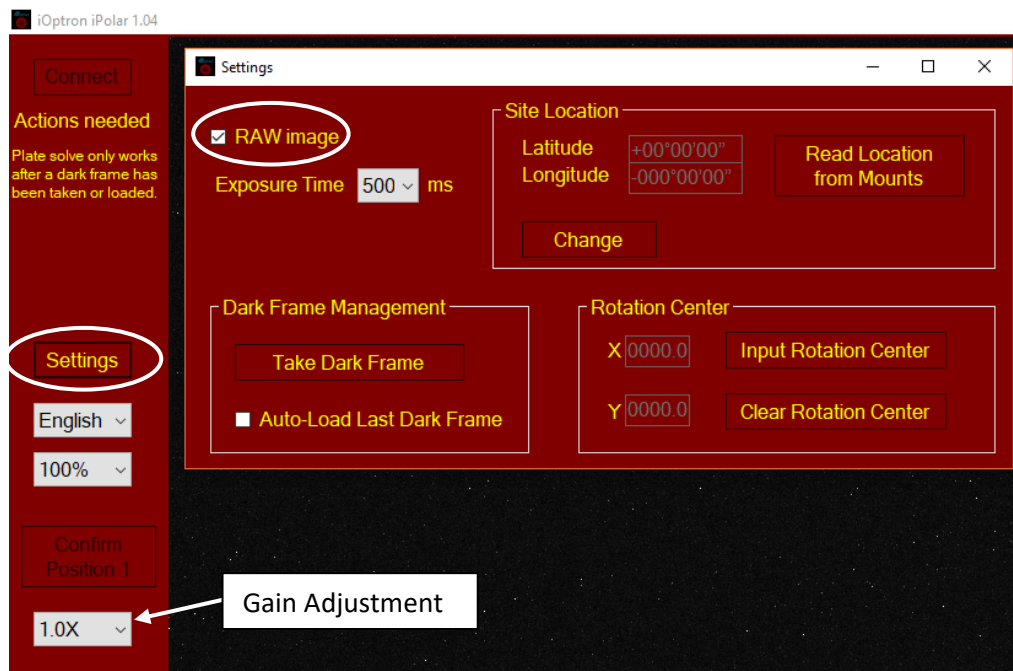 iOptron iPolar 1.04
Connect
Actions needed
Plate solve only works
after a dark frame has
been taken or loaded.
Settings
English
100%
Confirm
Position 1
1.0X
Settings
RAW image
Exposure Time 500 ms
Site Location
Latitude +00°00'00"
Longitude -000°00'00"
Read Location
from Mounts
Change
Dark Frame Management
Take Dark Frame
Auto-Load Last Dark Frame
Rotation Center
X 0000.0 Input Rotation Center
Y 0000.0 Clear Rotation Center
Gain Adjustment